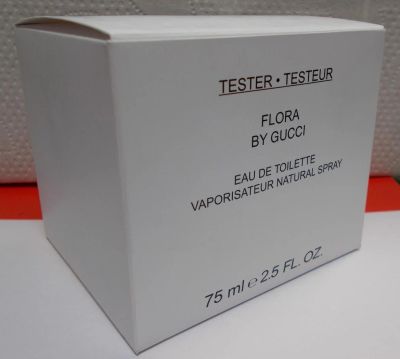 TESTER • TESTEUR
FLORA
BY GUCCI
EAU DE TOILETTE
VAPORISATEUR NATURAL SPRAY
75 ml ℮ 2.5 FL. OZ.